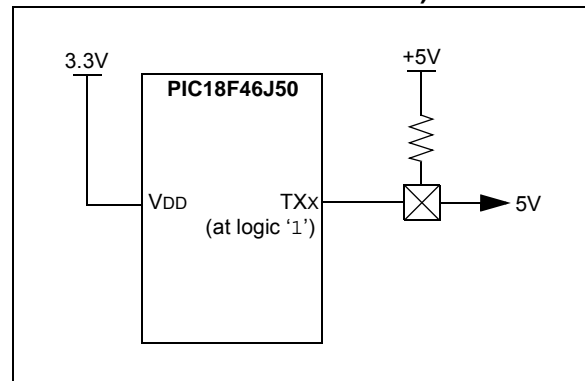 3.3V
+5V
PIC18F46J50
VDD
TXX
5V
(at logic ‘1’)